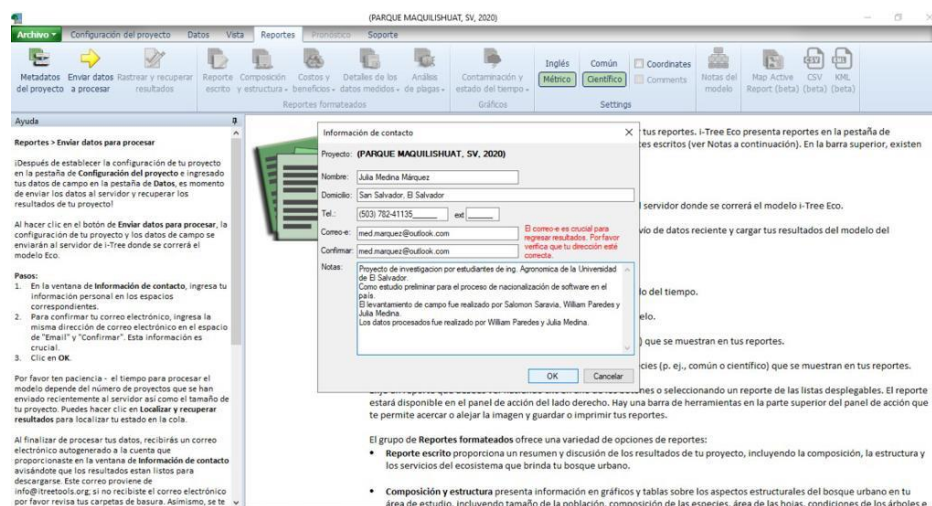 (PARQUE MAQUILISHUAT, SV, 2020)
Archivo Configuración del proyecto Datos Vista Reportes Pronóstico Soporte
Metadatos del proyecto
Enviar datos a procesar
Rastrear y recuperar resultados
Reporte escrito
Composición y estructura
Costos y beneficios
Detalles de los datos medidos
Análisis de plagas
Reportes formateados
Contaminación y estado del tiempo
Gráficos
Inglés
Métrico
Común
Científico
Coordinates
Comments
Settings
Notas del modelo
Map Active Report (beta)
CSV (beta)
KML (beta)
Ayuda
Reportes > Enviar datos para procesar
¡Después de establecer la configuración de tu proyecto
en la pestaña de Configuración del proyecto e ingresado
tus datos de campo en la pestaña de Datos, es momento
de enviar los datos al servidor y recuperar los
resultados de tu proyecto!
Al hacer clic en el botón de Enviar datos para procesar, la
configuración de tu proyecto y los datos de campo se
enviarán al servidor de i-Tree donde se correrá el
modelo Eco.
Pasos:
1. En la ventana de Información de contacto, ingresa tu
información personal en los espacios
correspondientes.
2. Para confirmar tu correo electrónico, ingresa la
misma dirección de correo electrónico en el espacio
de "Email" y "Confirmar". Esta información es
crucial.
3. Clic en OK.
Por favor ten paciencia - el tiempo para procesar el
modelo depende del número de proyectos que se han
enviado recientemente al servidor así como el tamaño de
tu proyecto. Puedes hacer clic en Localizar y recuperar
resultados para localizar tu estado en la cola.
Al finalizar de procesar tus datos, recibirás un correo
electrónico autogenerado a la cuenta que
proporcionaste en la ventana de Información de contacto
avisándote que los resultados estan listos para
descargarse. Este correo proviene de
info@itreetools.org; si no recibiste el correo electrónico
por favor revisa tus carpetas de basura. Asimismo, se te
Información de contacto
Proyecto: (PARQUE MAQUILISHUAT, SV, 2020)
Nombre: Julia Medina Márquez
Domicilio: San Salvador, El Salvador
Tel.: (503) 782-41135_____ ext ______
Correo-e: med.marquez@outlook.com
Confirmar: med.marquez@outlook.com
El correo-e es crucial para
regresar resultados. Por favor
verifica que tu dirección esté
correcta.
Notas: Proyecto de investigacion por estudiantes de ing. Agronomica de la Universidad
de El Salvador.
Como estudio preliminar para el proceso de nacionalización de software en el
país.
El levantamiento de campo fue realizado por Salomon Saravia, William Paredes y
Julia Medina.
Los datos procesados fue realizado por William Paredes y Julia Medina.
OK Cancelar
tus reportes. i-Tree Eco presenta reportes en la pestaña de
es escritos (ver Notas a continuación). En la barra superior, existen
l servidor donde se correrá el modelo i-Tree Eco.
vío de datos reciente y cargar tus resultados del modelo del
o del tiempo.
elo.
) que se muestran en tus reportes.
cies (p. ej., común o científico) que se muestran en tus reportes.
o seleccionando un reporte de las listas desplegables. El reporte
estará disponible en el panel de acción del lado derecho. Hay una barra de herramientas en la parte superior del panel de acción que
te permite acercar o alejar la imagen y guardar o imprimir tus reportes.
El grupo de Reportes formateados ofrece una variedad de opciones de reportes:
• Reporte escrito proporciona un resumen y discusión de los resultados de tu proyecto, incluyendo la composición, la estructura y
los servicios del ecosistema que brinda tu bosque urbano.
• Composición y estructura presenta información en gráficos y tablas sobre los aspectos estructurales del bosque urbano en tu
área de estudio, incluyendo tamaño de la población, composición de las especies, área de las hojas, condiciones de los árboles e